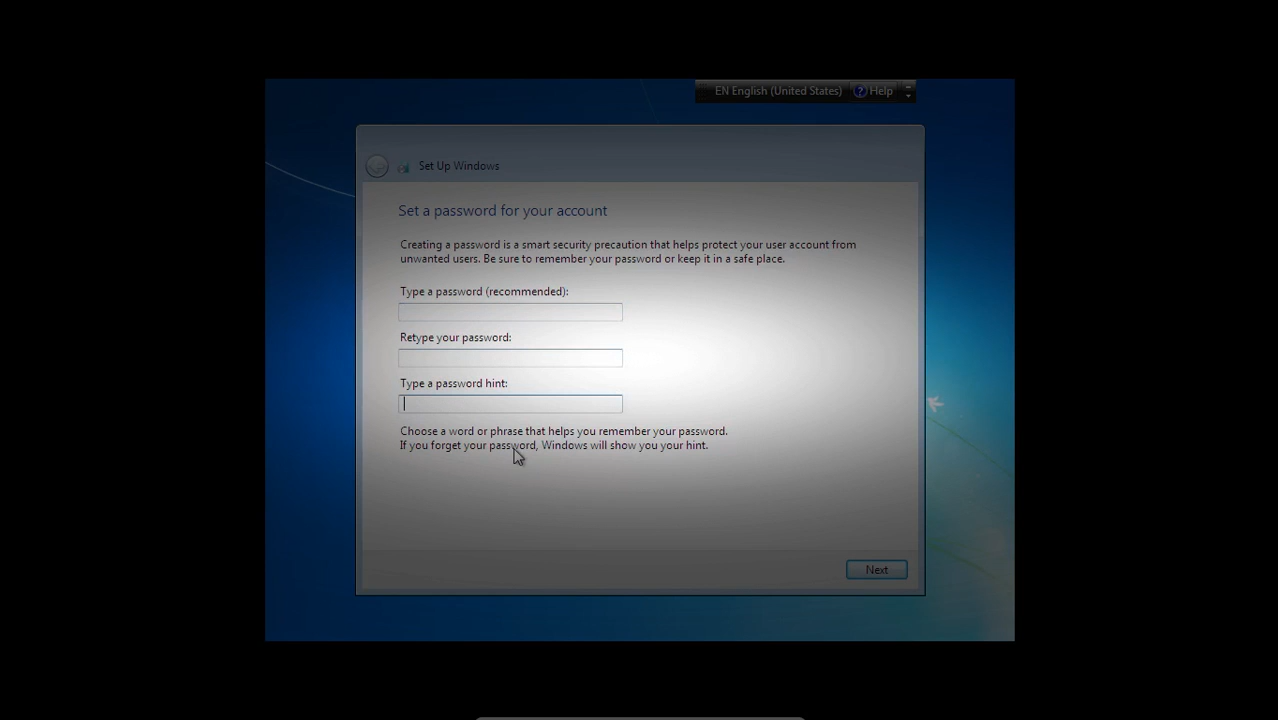 EN English (United States) ? Help
Set Up Windows
Set a password for your account
Creating a password is a smart security precaution that helps protect your user account from
unwanted users. Be sure to remember your password or keep it in a safe place.
Type a password (recommended):
Retype your password:
Type a password hint:
Choose a word or phrase that helps you remember your password.
If you forget your password, Windows will show you your hint.
Next